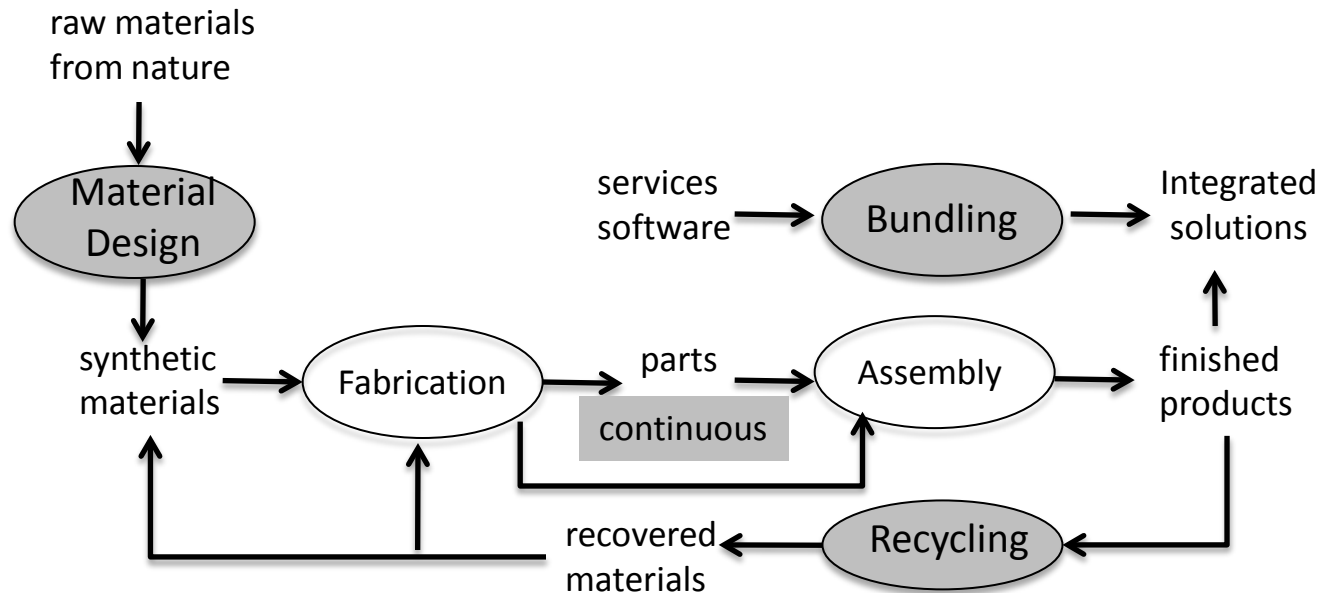 raw materials
from nature
Material
Design
services
software
Bundling
Integrated
solutions
synthetic
materials
Fabrication
parts
continuous
Assembly
finished
products
recovered
materials
Recycling